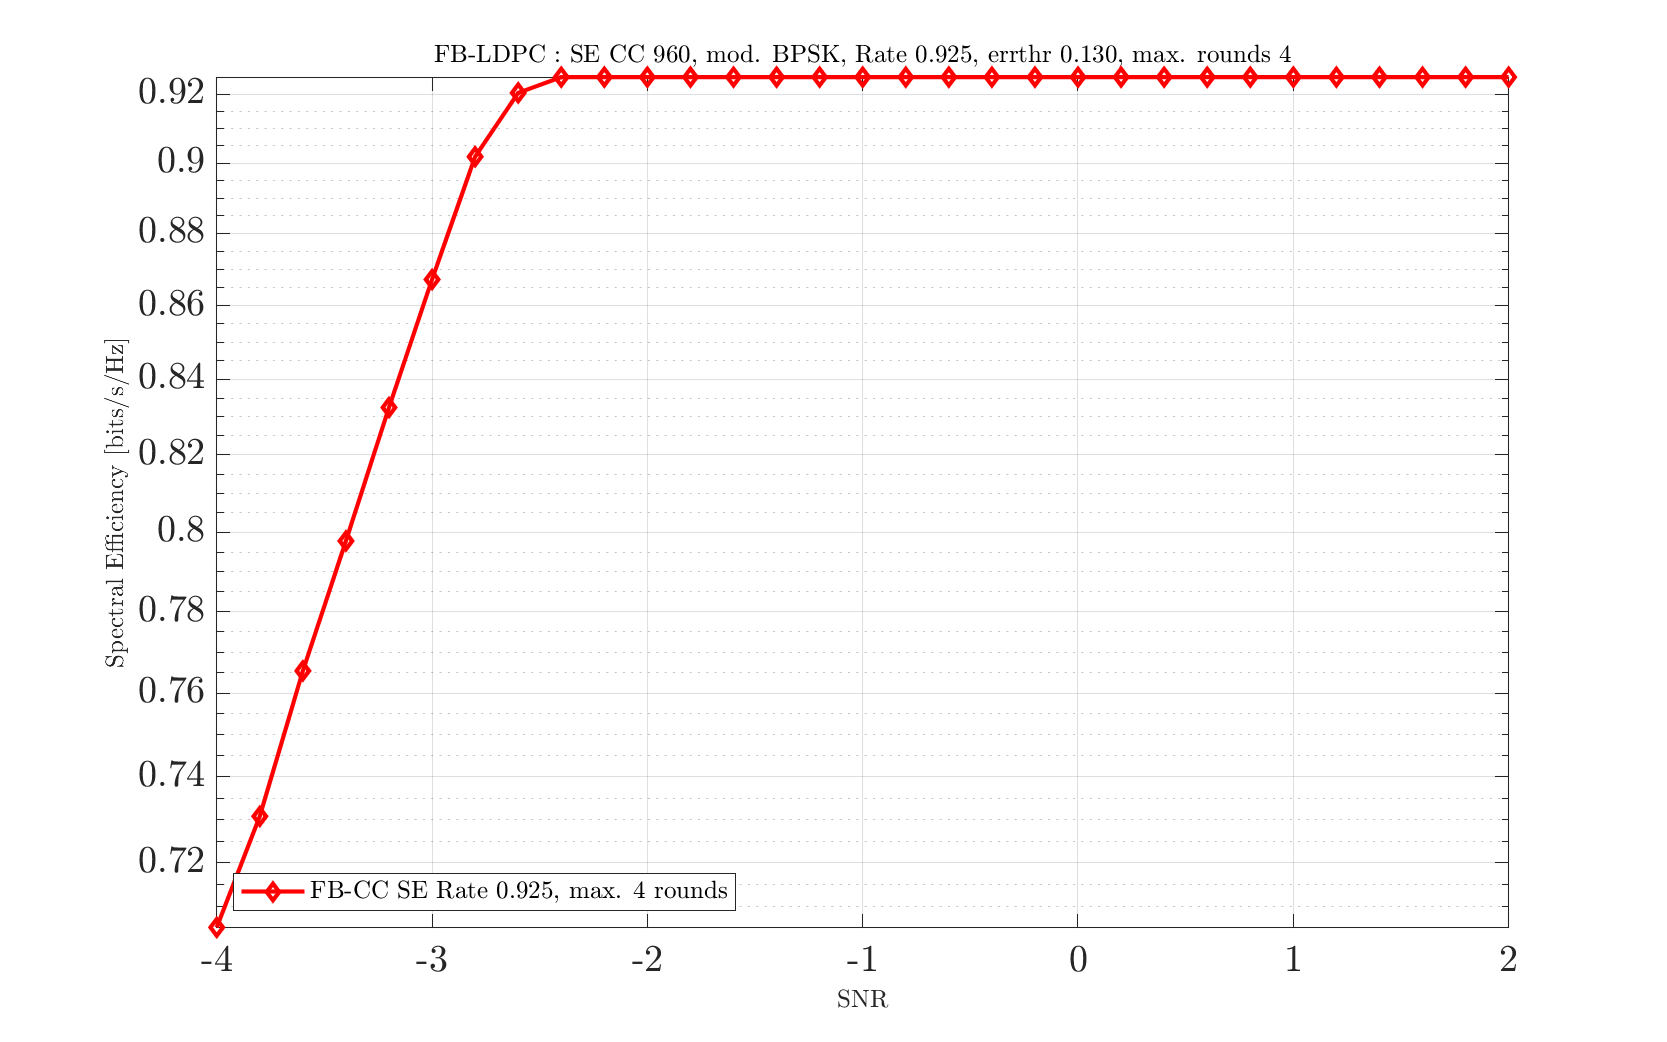 FB-LDPC : SE CC 960, mod. BPSK, Rate 0.925, errthr 0.130, max. rounds 4
0.92
0.9
0.88
0.86
0.84
0.82
0.8
0.78
0.76
0.74
0.72
Spectral Efficiency [bits/s/Hz]
FB-CC SE Rate 0.925, max. 4 rounds
-4 -3 -2 -1 0 1 2
SNR